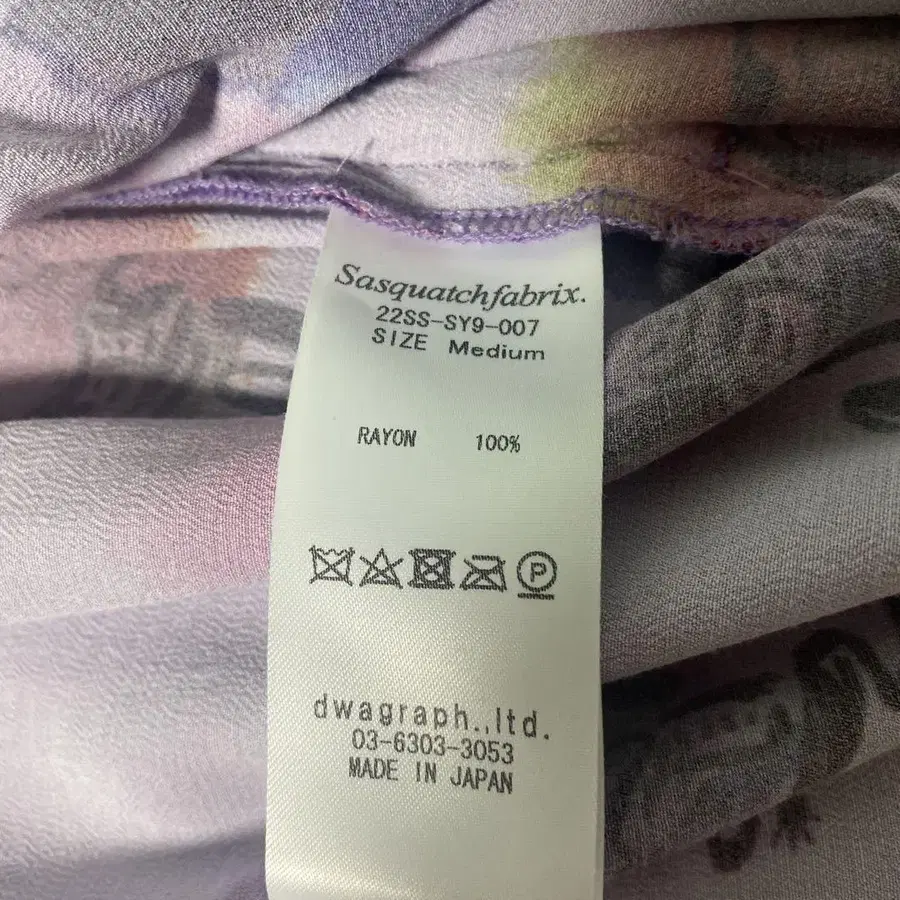 Sasquatchfabrix.
22SS-SY9-007
SIZE Medium
RAYON 100%
P
dwagraph.,ltd.
03-6303-3053
MADE IN JAPAN